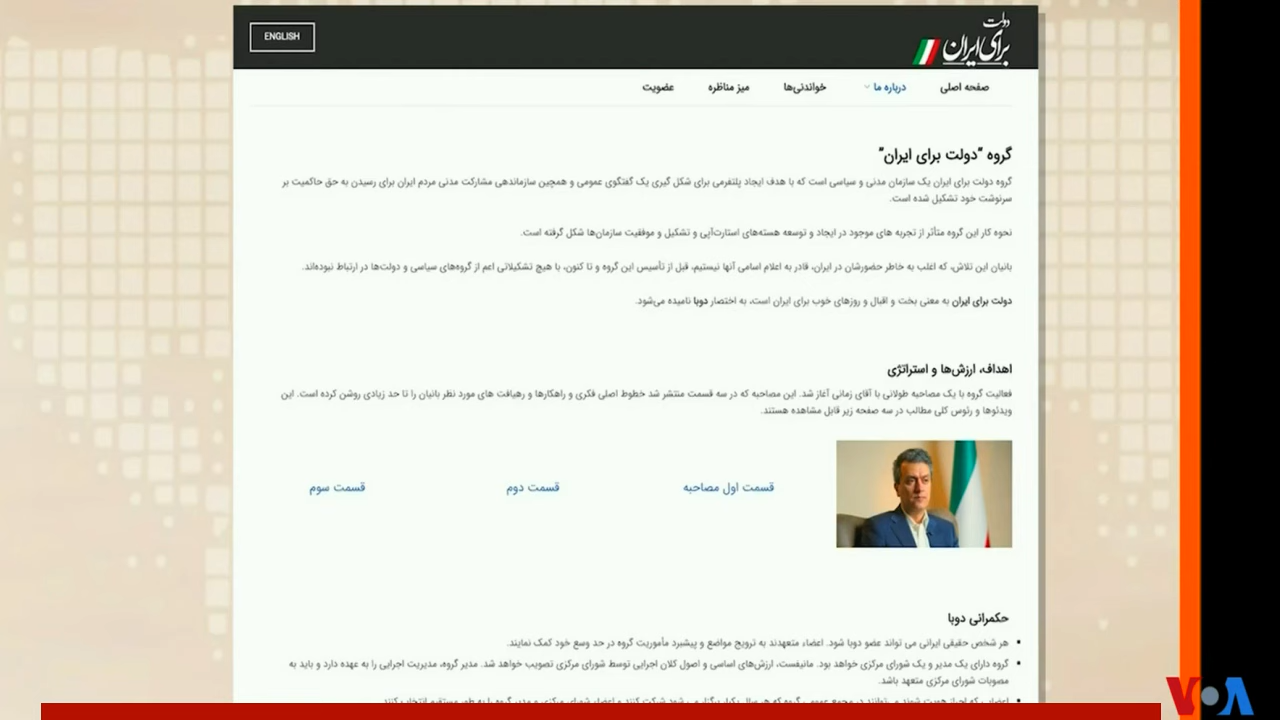 ENGLISH
دولت
برای ایران
صفحه اصلی
درباره ما
خواندنی‌ها
میز مناظره
عضویت
گروه "دولت برای ایران"
گروه دولت برای ایران یک سازمان مدنی و سیاسی است که با هدف ایجاد پلتفرمی برای شکل گیری یک گفتگوی عمومی و همچین سازماندهی مشارکت مدنی مردم ایران برای رسیدن به حق حاکمیت بر
سرنوشت خود تشکیل شده است.
نحوه کار این گروه متأثر از تجربه های موجود در ایجاد و توسعه هسته‌های استارت‌آپی و تشکیل و موفقیت سازمان‌ها شکل گرفته است.
بانیان این تلاش، که اغلب به خاطر حضورشان در ایران، قادر به اعلام اسامی آنها نیستیم، قبل از تأسیس این گروه و تا کنون، با هیچ تشکیلاتی اعم از گروه‌های سیاسی و دولت‌ها در ارتباط نبوده‌اند.
دولت برای ایران به معنی بخت و اقبال و روزهای خوب برای ایران است، به اختصار دوبا نامیده می‌شود.
اهداف، ارزش‌ها و استراتژی
فعالیت گروه با یک مصاحبه طولانی با آقای زمانی آغاز شد. این مصاحبه که در سه قسمت منتشر شد خطوط اصلی فکری و راهکارها و رهیافت های مورد نظر بانیان را تا حد زیادی روشن کرده است. این
ویدئوها و رئوس کلی مطالب در سه صفحه زیر قابل مشاهده هستند.
قسمت اول مصاحبه
قسمت دوم
قسمت سوم
حکمرانی دوبا
هر شخص حقیقی ایرانی می تواند عضو دوبا شود. اعضاء متعهدند به ترویج مواضع و پیشبرد مأموریت گروه در حد وسع خود کمک نمایند.
گروه دارای یک مدیر و یک شورای مرکزی خواهد بود. مانیفست، ارزش‌های اساسی و اصول کلان اجرایی توسط شورای مرکزی تصویب خواهد شد. مدیر گروه، مدیریت اجرایی را به عهده دارد و باید به
مصوبات شورای مرکزی متعهد باشد.
VOA